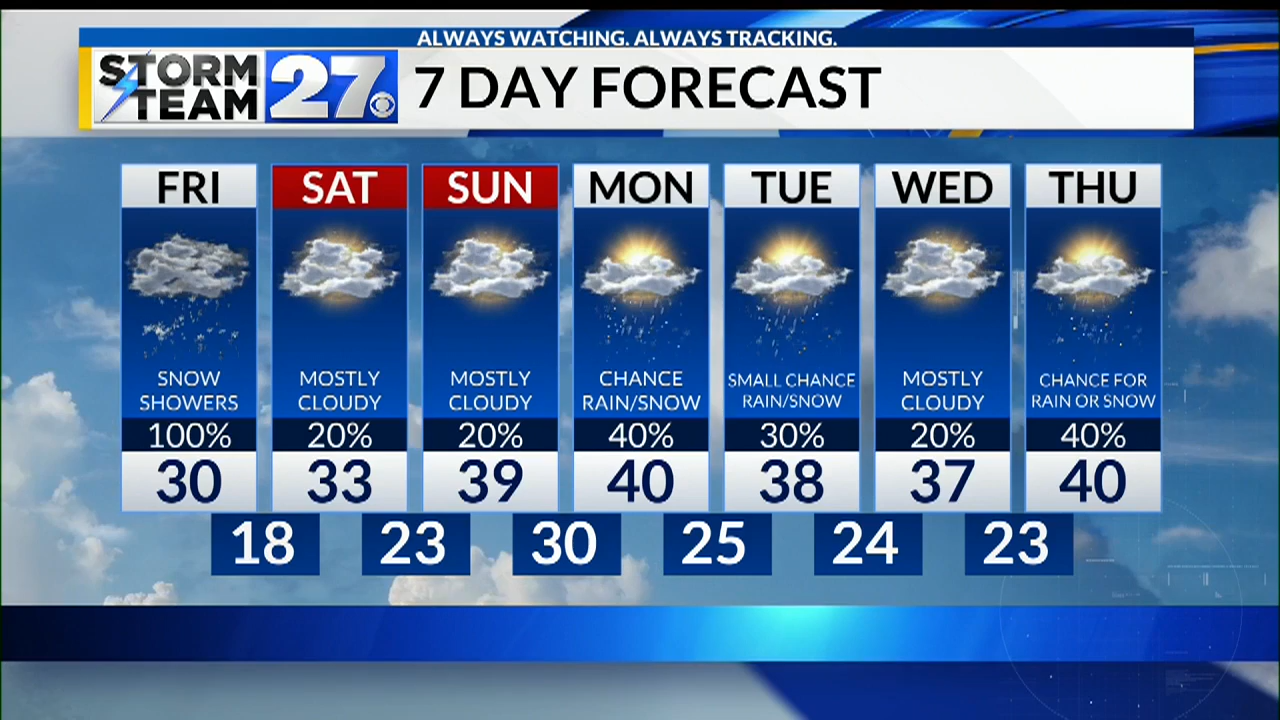 ALWAYS WATCHING. ALWAYS TRACKING.
STORM
TEAM
27
7 DAY FORECAST
FRI SAT SUN MON TUE WED THU
SNOW MOSTLY MOSTLY CHANCE SMALL CHANCE MOSTLY CHANCE FOR
SHOWERS CLOUDY CLOUDY RAIN/SNOW RAIN/SNOW CLOUDY RAIN OR SNOW
100% 20% 20% 40% 30% 20% 40%
30 33 39 40 38 37 40
18 23 30 25 24 23